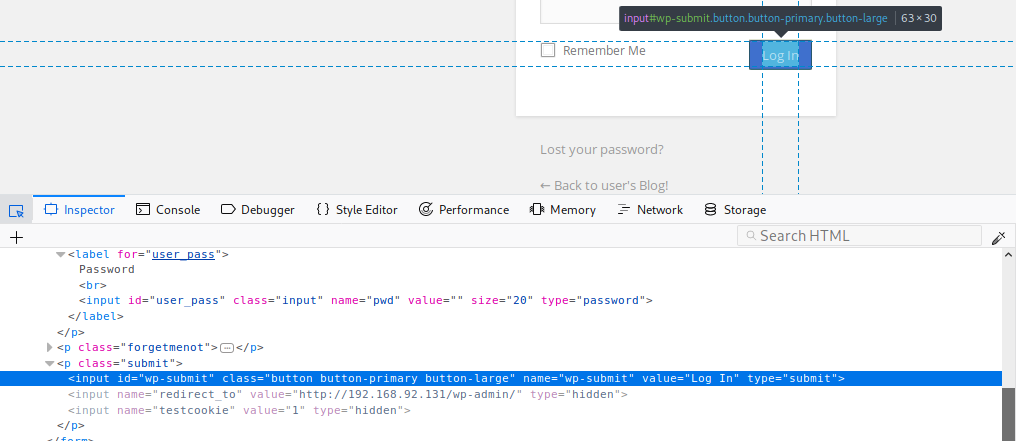 input#wp-submit.button.button-primary.button-large | 63 × 30
Remember Me
Log In
Lost your password?
← Back to user's Blog!
Inspector Console Debugger Style Editor Performance Memory Network Storage
+ Search HTML
<label for="user_pass">
Password
<br>
<input id="user_pass" class="input" name="pwd" value="" size="20" type="password">
</label>
</p>
<p class="forgetmenot">⋯</p>
<p class="submit">
<input id="wp-submit" class="button button-primary button-large" name="wp-submit" value="Log In" type="submit">
<input name="redirect_to" value="http://192.168.92.131/wp-admin/" type="hidden">
<input name="testcookie" value="1" type="hidden">
</p>
</form>